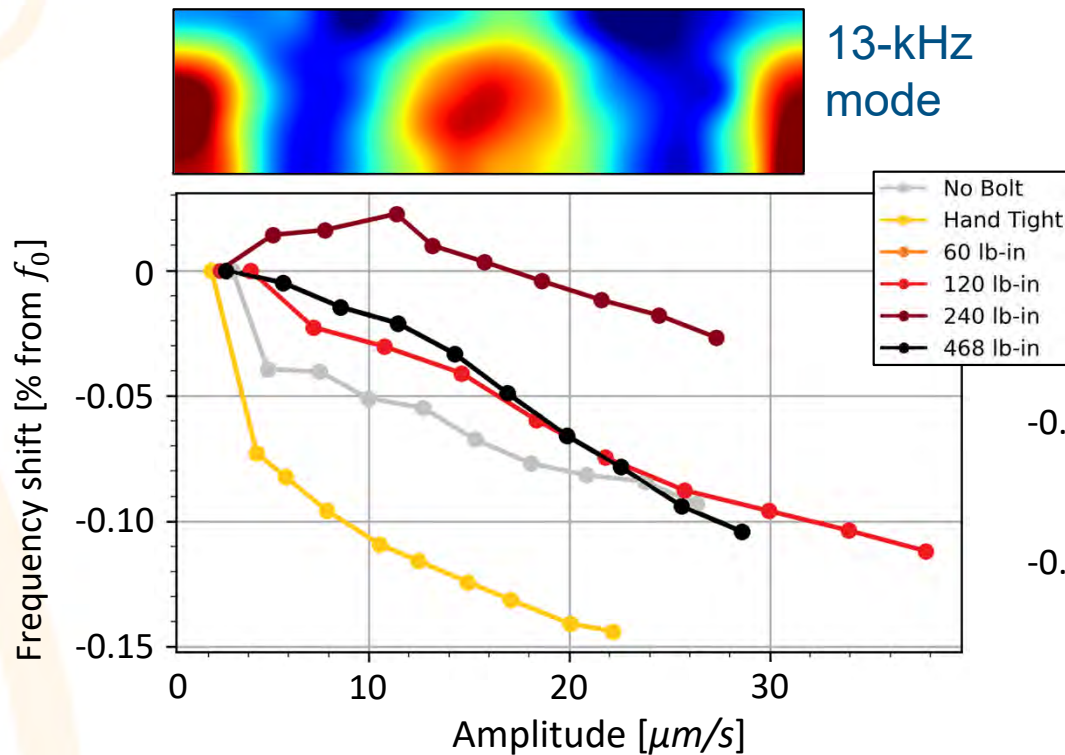 13-kHz
mode
No Bolt
Hand Tight
60 lb-in
120 lb-in
240 lb-in
468 lb-in
Frequency shift [% from f₀]
0
-0.05
-0.10
-0.15
0
10
20
30
Amplitude [μm/s]
-0.
-0.